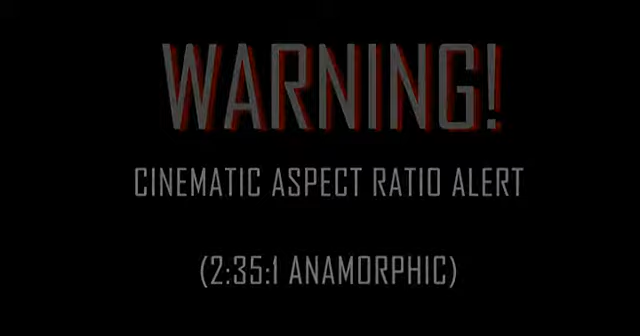 WARNING!
CINEMATIC ASPECT RATIO ALERT
(2:35:1 ANAMORPHIC)